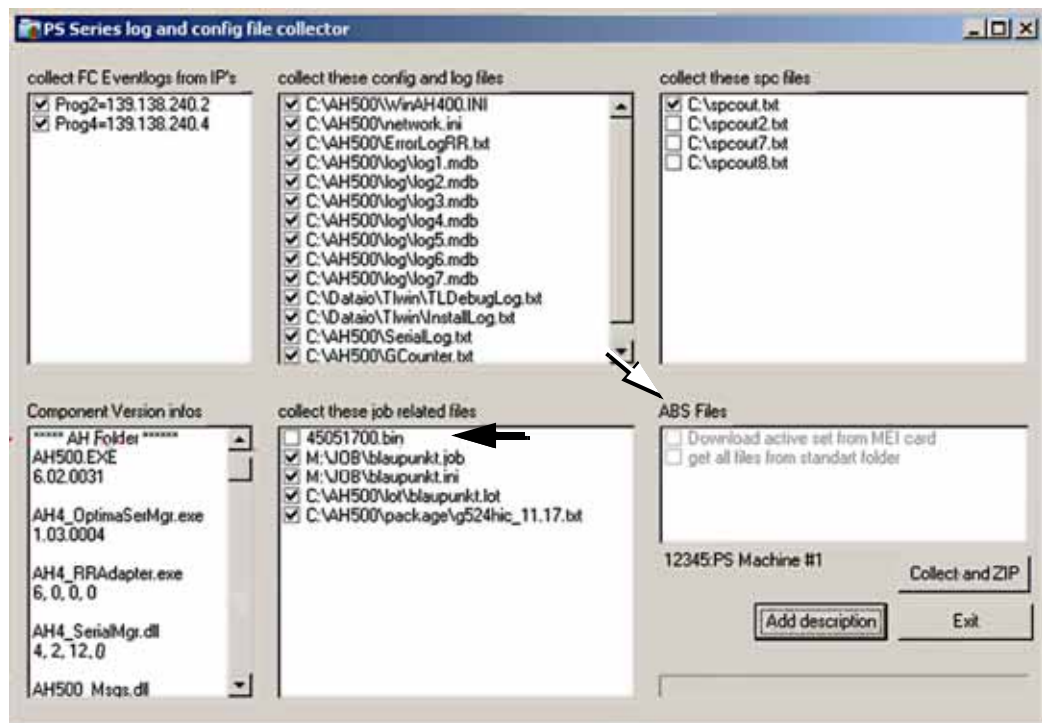 PS Series log and config file collector
collect FC Eventlogs from IP's
Prog2=139.138.240.2
Prog4=139.138.240.4
collect these config and log files
C:\AH500\WinAH400.INI
C:\AH500\network.ini
C:\AH500\ErrorLogRR.txt
C:\AH500\log\log1.mdb
C:\AH500\log\log2.mdb
C:\AH500\log\log3.mdb
C:\AH500\log\log4.mdb
C:\AH500\log\log5.mdb
C:\AH500\log\log6.mdb
C:\AH500\log\log7.mdb
C:\Dataio\Tlwin\TLDebugLog.txt
C:\Dataio\Tlwin\InstallLog.txt
C:\AH500\SerialLog.txt
C:\AH500\GCounter.txt
collect these spc files
C:\spcout.txt
C:\spcout2.txt
C:\spcout7.txt
C:\spcout8.txt
Component Version infos
***** AH Folder ******
AH500.EXE
6.02.0031
AH4_OptimaSerMgr.exe
1.03.0004
AH4_RRAdapter.exe
6, 0, 0, 0
AH4_SerialMgr.dll
4, 2, 12, 0
AH500_Msgs.dll
collect these job related files
45051700.bin
M:\JOB\blaupunkt.job
M:\JOB\blaupunkt.ini
C:\AH500\lot\blaupunkt.lot
C:\AH500\package\g524hic_11.17.txt
ABS Files
Download active set from MEI card
get all files from standart folder
12345:PS Machine #1
Collect and ZIP
Add description
Exit